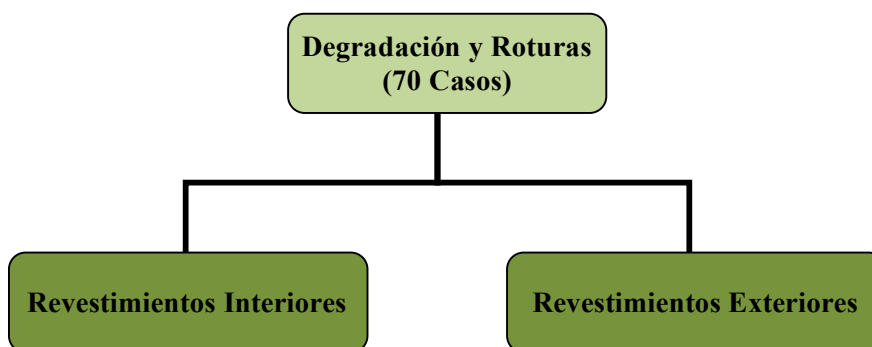 Degradación y Roturas
(70 Casos)
Revestimientos Interiores
Revestimientos Exteriores